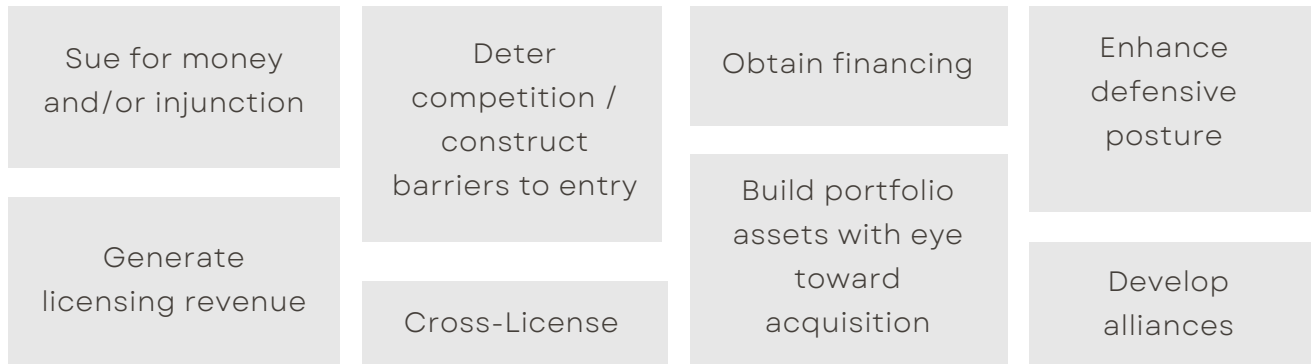 Sue for money
and/or injunction
Generate
licensing revenue
Deter
competition /
construct
barriers to entry
Cross-License
Obtain financing
Build portfolio
assets with eye
toward
acquisition
Enhance
defensive
posture
Develop
alliances